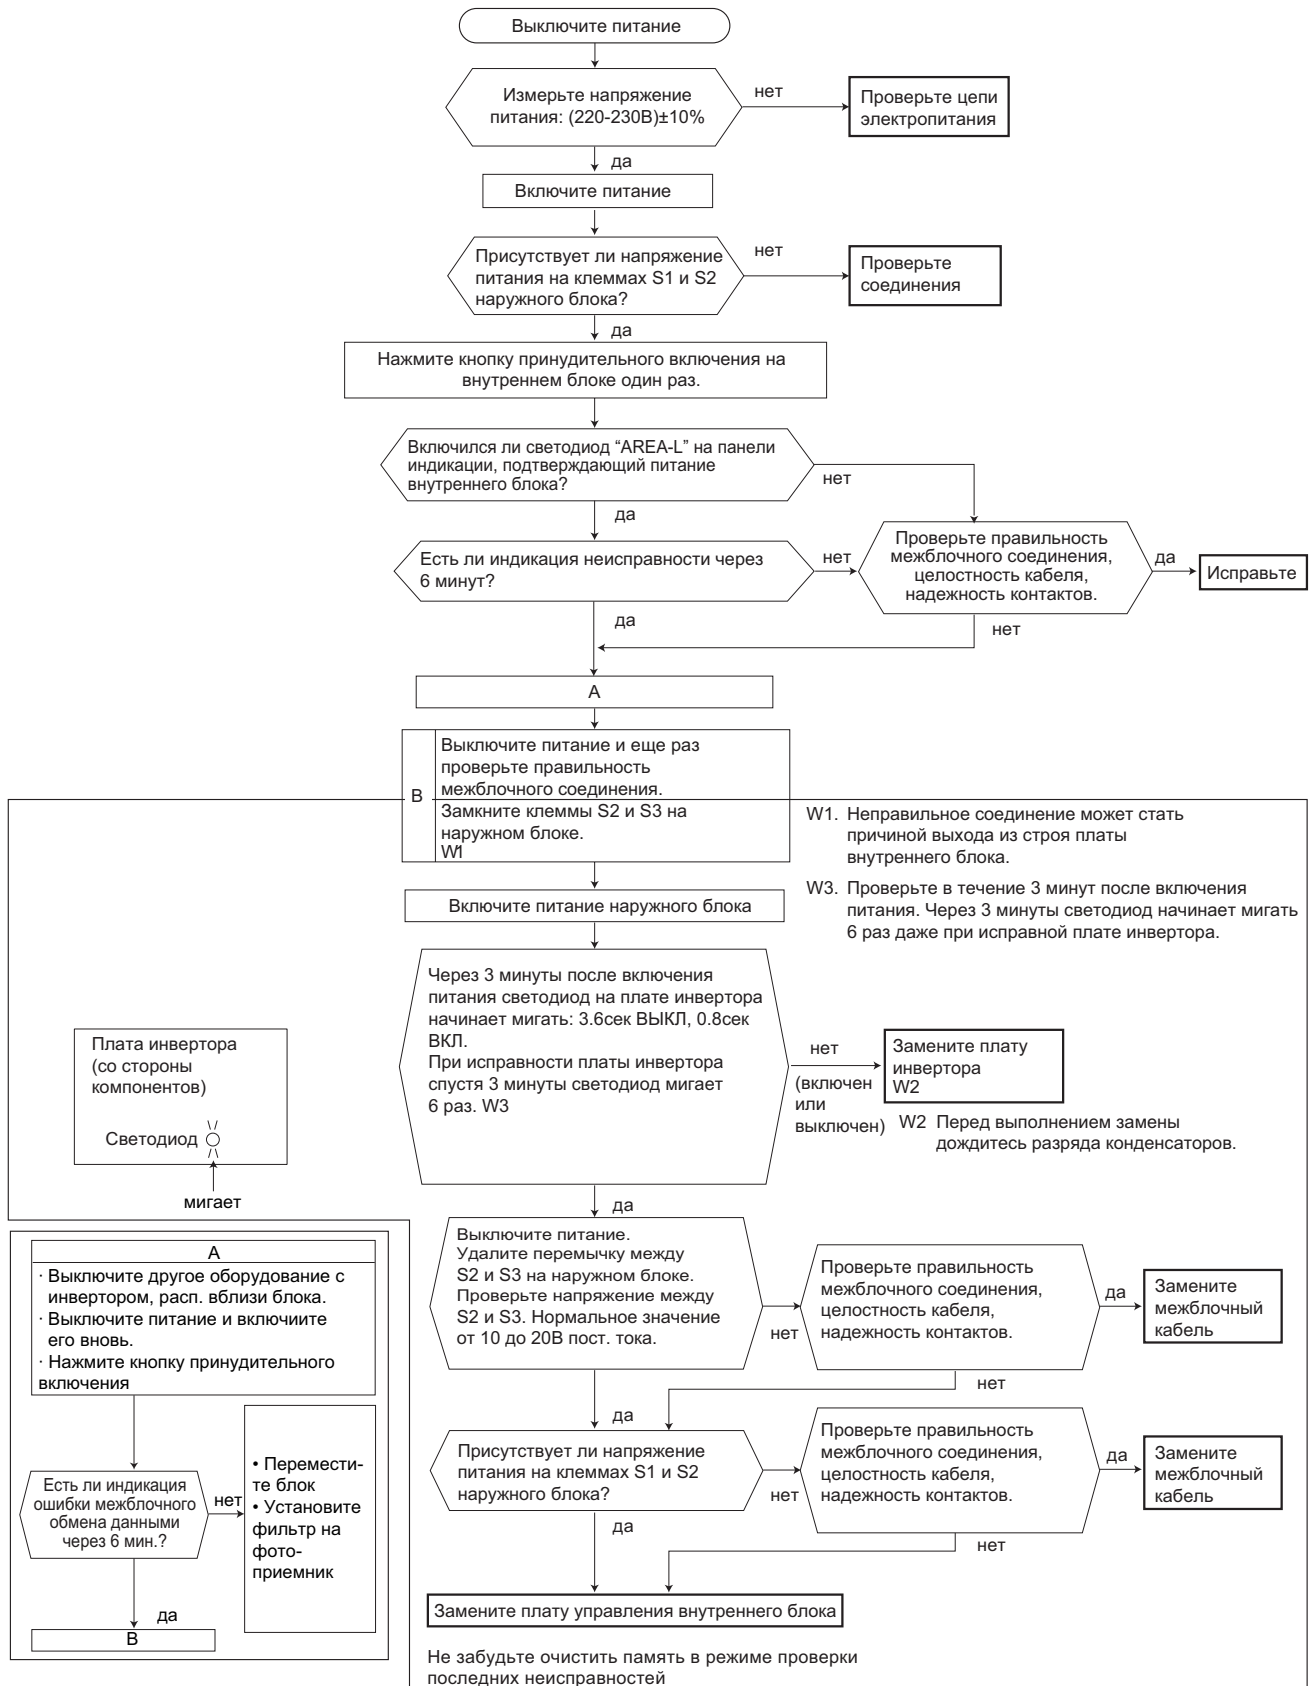 Выключите питание
Измерьте напряжение
питания: (220-230В)±10%
нет
Проверьте цепи
электропитания
да
Включите питание
Присутствует ли напряжение
питания на клеммах S1 и S2
наружного блока?
нет
Проверьте
соединения
да
Нажмите кнопку принудительного включения на
внутреннем блоке один раз.
Включился ли светодиод “AREA-L” на панели
индикации, подтверждающий питание
внутреннего блока?
нет
да
Есть ли индикация неисправности через
6 минут?
нет
Проверьте правильность
межблочного соединения,
целостность кабеля,
надежность контактов.
да
Исправьте
да
нет
A
B
Выключите питание и еще раз
проверьте правильность
межблочного соединения.
Замкните клеммы S2 и S3 на
наружном блоке.
W1
W1. Неправильное соединение может стать
причиной выхода из строя платы
внутреннего блока.
W3. Проверьте в течение 3 минут после включения
питания. Через 3 минуты светодиод начинает мигать
6 раз даже при исправной плате инвертора.
Включите питание наружного блока
Через 3 минуты после включения
питания светодиод на плате инвертора
начинает мигать: 3.6сек ВЫКЛ, 0.8сек
ВКЛ.
При исправности платы инвертора
спустя 3 минуты светодиод мигает
6 раз. W3
нет
(включен
или
выключен)
Замените плату
инвертора
W2
W2 Перед выполнением замены
дождитесь разряда конденсаторов.
Плата инвертора
(со стороны
компонентов)
Светодиод
мигает
да
Выключите питание.
Удалите перемычку между
S2 и S3 на наружном блоке.
Проверьте напряжение между
S2 и S3. Нормальное значение
от 10 до 20В пост. тока.
нет
Проверьте правильность
межблочного соединения,
целостность кабеля,
надежность контактов.
да
Замените
межблочный
кабель
нет
да
Присутствует ли напряжение
питания на клеммах S1 и S2
наружного блока?
нет
Проверьте правильность
межблочного соединения,
целостность кабеля,
надежность контактов.
да
Замените
межблочный
кабель
да
нет
Замените плату управления внутреннего блока
Не забудьте очистить память в режиме проверки
последних неисправностей
A
· Выключите другое оборудование с
инвертором, расп. вблизи блока.
· Выключите питание и включиите
его вновь.
· Нажмите кнопку принудительного
включения
Есть ли индикация
ошибки межблочного
обмена данными
через 6 мин.?
нет
• Перемести-
те блок
• Установите
фильтр на
фото-
приемник
да
B